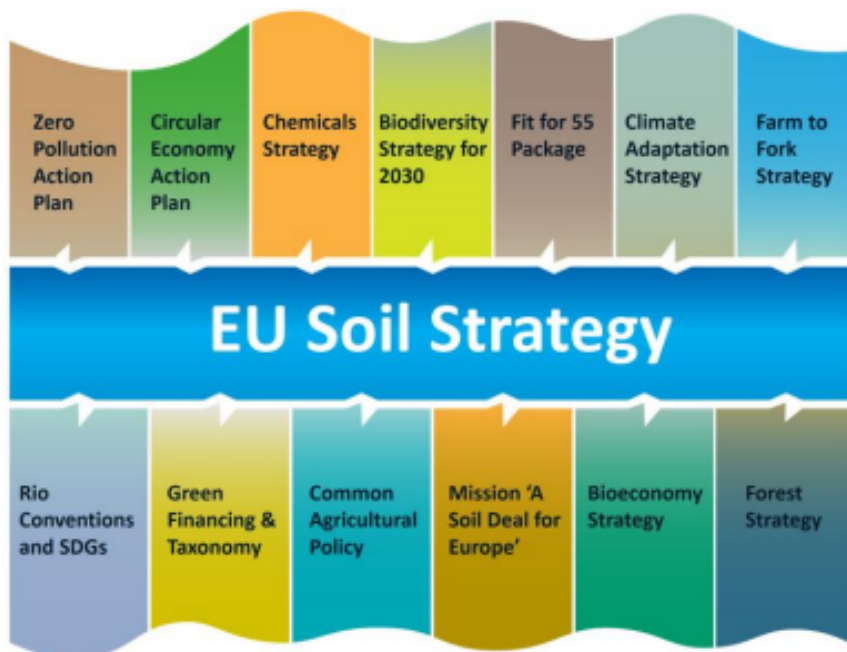 Zero
Pollution
Action
Plan
Circular
Economy
Action
Plan
Chemicals
Strategy
Biodiversity
Strategy for
2030
Fit for 55
Package
Climate
Adaptation
Strategy
Farm to
Fork
Strategy
EU Soil Strategy
Rio
Conventions
and SDGs
Green
Financing &
Taxonomy
Common
Agricultural
Policy
Mission ‘A
Soil Deal for
Europe’
Bioeconomy
Strategy
Forest
Strategy